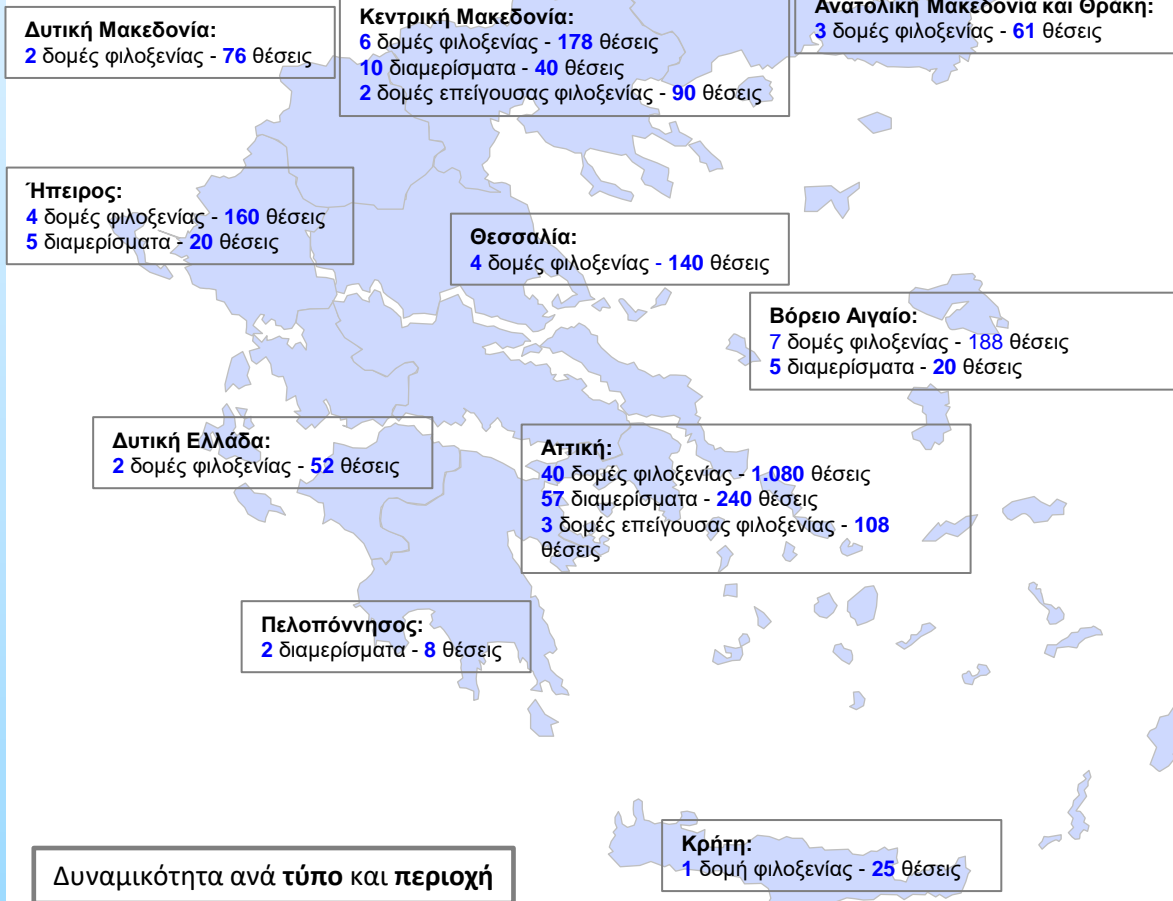 Δυτική Μακεδονία:
2 δομές φιλοξενίας - 76 θέσεις
Κεντρική Μακεδονία:
6 δομές φιλοξενίας - 178 θέσεις
10 διαμερίσματα - 40 θέσεις
2 δομές επείγουσας φιλοξενίας - 90 θέσεις
Ανατολική Μακεδονία και Θράκη:
3 δομές φιλοξενίας - 61 θέσεις
Ήπειρος:
4 δομές φιλοξενίας - 160 θέσεις
5 διαμερίσματα - 20 θέσεις
Θεσσαλία:
4 δομές φιλοξενίας - 140 θέσεις
Βόρειο Αιγαίο:
7 δομές φιλοξενίας - 188 θέσεις
5 διαμερίσματα - 20 θέσεις
Δυτική Ελλάδα:
2 δομές φιλοξενίας - 52 θέσεις
Αττική:
40 δομές φιλοξενίας - 1.080 θέσεις
57 διαμερίσματα - 240 θέσεις
3 δομές επείγουσας φιλοξενίας - 108
θέσεις
Πελοπόννησος:
2 διαμερίσματα - 8 θέσεις
Κρήτη:
1 δομή φιλοξενίας - 25 θέσεις
Δυναμικότητα ανά τύπο και περιοχή